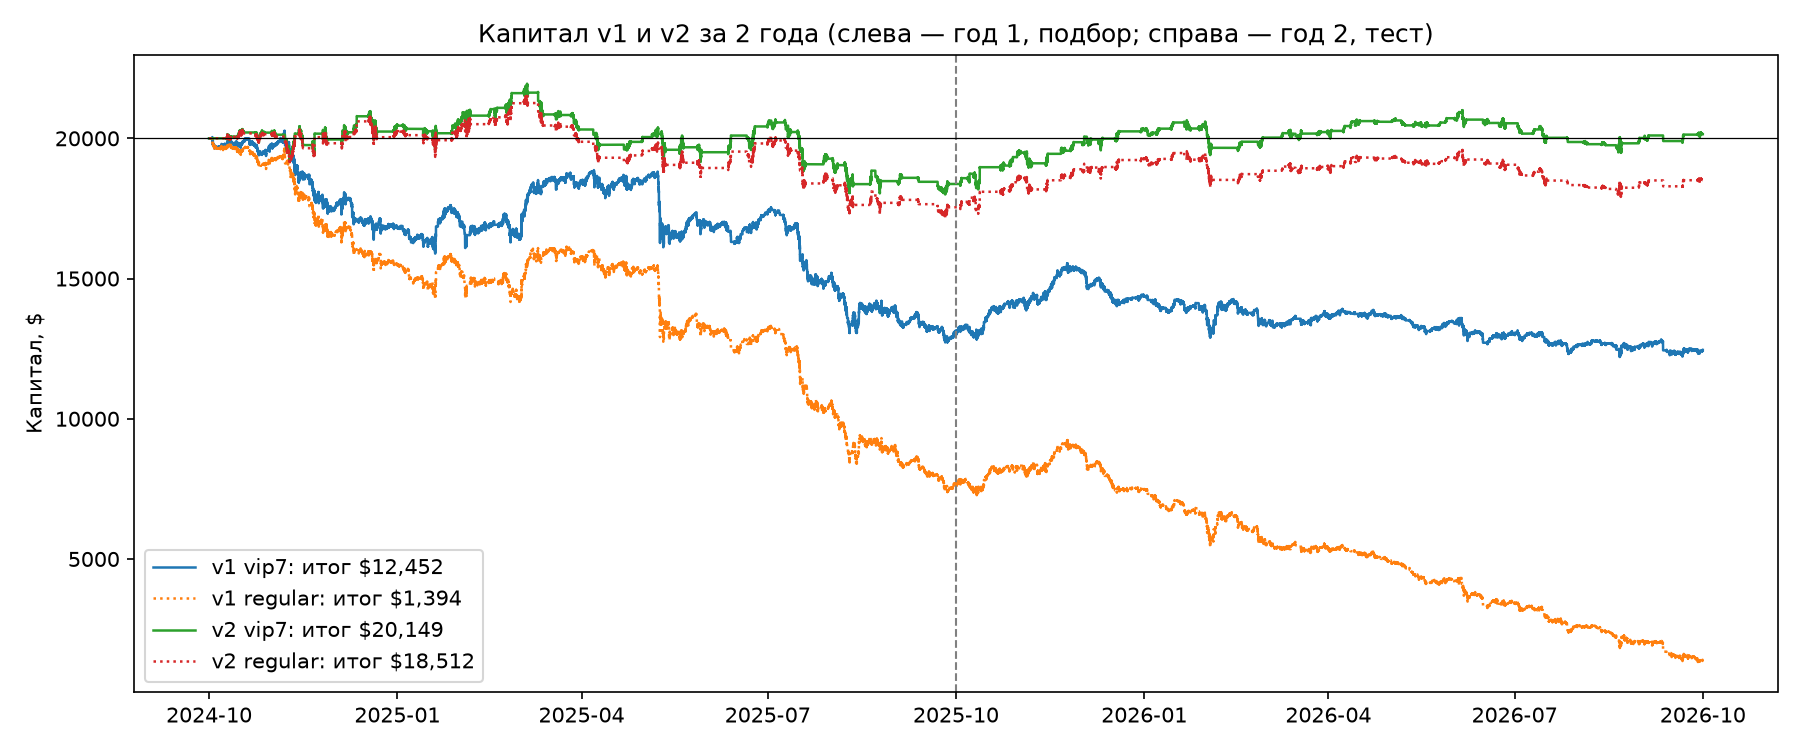 Капитал v1 и v2 за 2 года (слева — год 1, подбор; справа — год 2, тест)
Капитал, $
20000
15000
10000
5000
v1 vip7: итог $12,452
v1 regular: итог $1,394
v2 vip7: итог $20,149
v2 regular: итог $18,512
2024-10
2025-01
2025-04
2025-07
2025-10
2026-01
2026-04
2026-07
2026-10